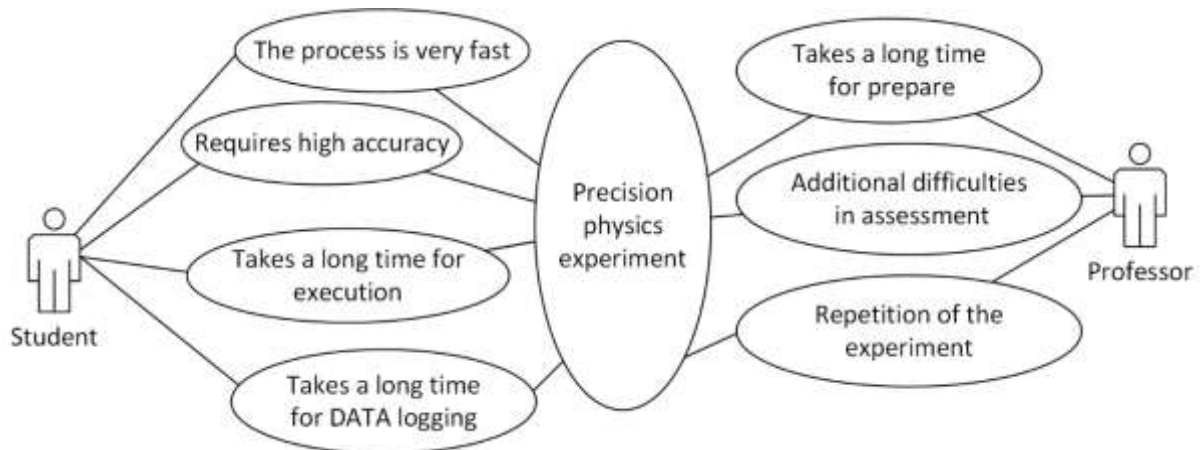 The process is very fast
Requires high accuracy
Takes a long time for
execution
Takes a long time
for DATA logging
Student
Precision
physics
experiment
Takes a long time
for prepare
Additional difficulties
in assessment
Repetition of the
experiment
Professor